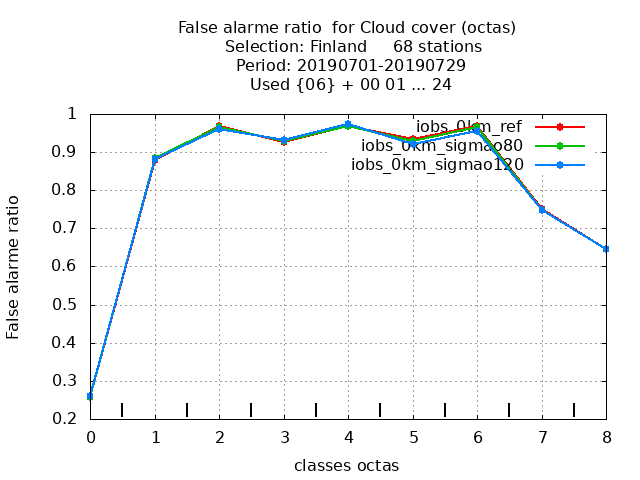 False alarme ratio  for Cloud cover (octas)
Selection: Finland     68 stations
Period: 20190701-20190729
Used {06} + 00 01 ... 24
iobs_0km_ref
iobs_0km_sigmao80
iobs_0km_sigmao120
1
0.9
0.8
0.7
0.6
0.5
0.4
0.3
0.2
False alarme ratio
0 1 2 3 4 5 6 7 8
classes octas